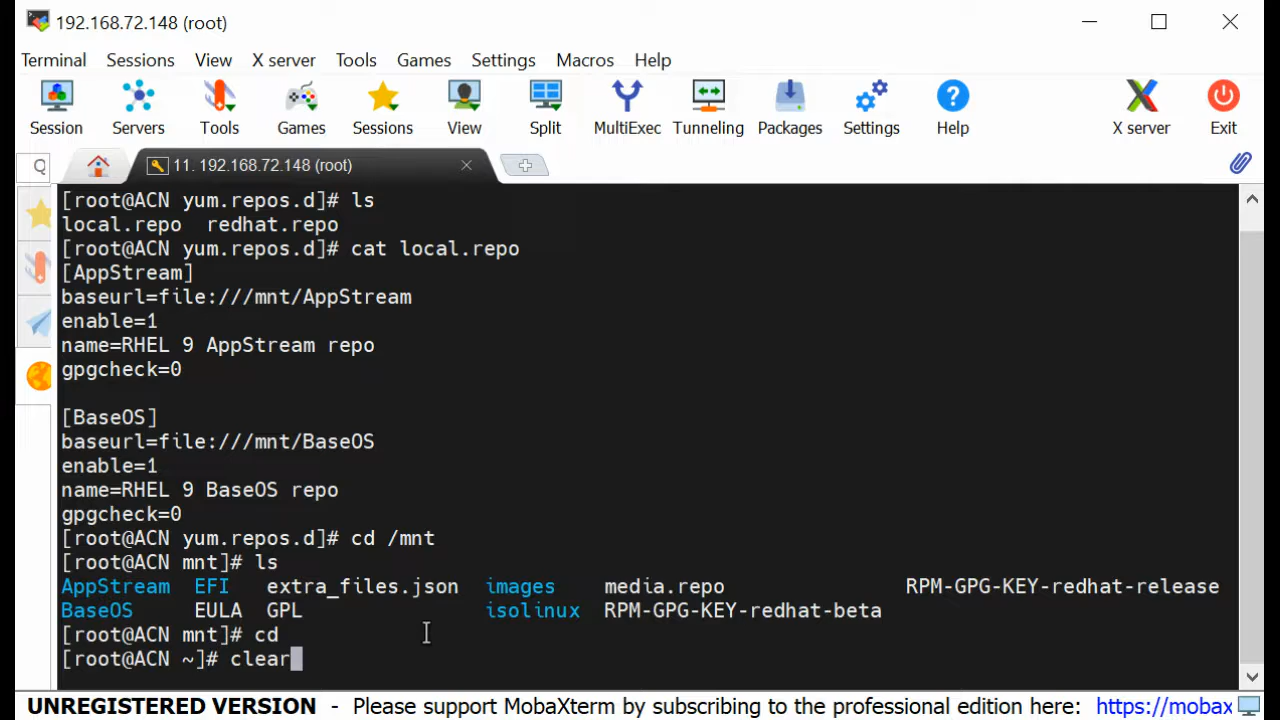 192.168.72.148 (root)
Terminal Sessions View X server Tools Games Settings Macros Help
Session Servers Tools Games Sessions View Split MultiExec Tunneling Packages Settings Help X server Exit
Q 11. 192.168.72.148 (root)
[root@ACN yum.repos.d]# ls
local.repo  redhat.repo
[root@ACN yum.repos.d]# cat local.repo
[AppStream]
baseurl=file:///mnt/AppStream
enable=1
name=RHEL 9 AppStream repo
gpgcheck=0
[BaseOS]
baseurl=file:///mnt/BaseOS
enable=1
name=RHEL 9 BaseOS repo
gpgcheck=0
[root@ACN yum.repos.d]# cd /mnt
[root@ACN mnt]# ls
AppStream  EFI  extra_files.json  images  media.repo  RPM-GPG-KEY-redhat-release
BaseOS  EULA  GPL  isolinux  RPM-GPG-KEY-redhat-beta
[root@ACN mnt]# cd
[root@ACN ~]# clear
UNREGISTERED VERSION - Please support MobaXterm by subscribing to the professional edition here: https://mobax